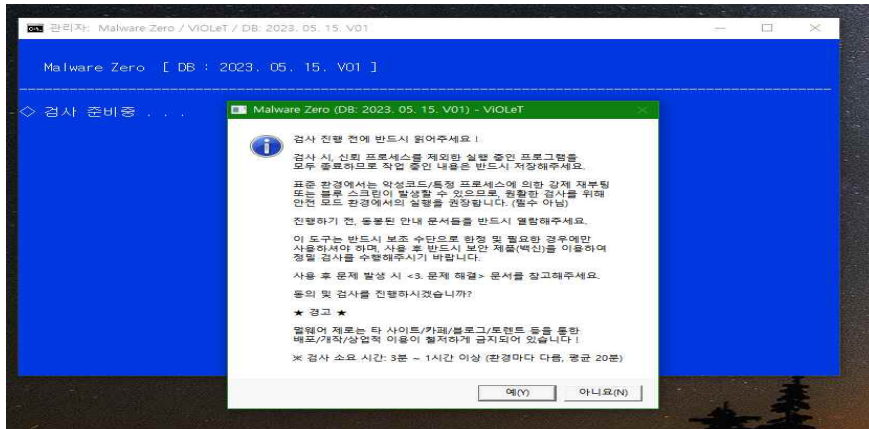 관리자: Malware Zero / ViOLeT / DB: 2023. 05. 15. V01
Malware Zero [ DB : 2023. 05. 15. V01 ]
◇ 검사 준비중 . . .
Malware Zero (DB: 2023. 05. 15. V01) - ViOLeT
검사 진행 전에 반드시 읽어주세요 !
검사 시, 신뢰 프로세스를 제외한 실행 중인 프로그램을
모두 종료하므로 작업 중인 내용은 반드시 저장해주세요.
표준 환경에서는 악성코드/특정 프로세스에 의한 강제 재부팅
또는 블루 스크린이 발생할 수 있으므로, 원활한 검사를 위해
안전 모드 환경에서의 실행을 권장합니다. (필수 아님)
진행하기 전, 동봉된 안내 문서들을 반드시 열람해주세요.
이 도구는 반드시 보조 수단으로 한정 및 필요한 경우에만
사용하셔야 하며, 사용 후 반드시 보안 제품(백신)을 이용하여
정밀 검사를 수행해주시기 바랍니다.
사용 후 문제 발생 시 <3. 문제 해결> 문서를 참고해주세요.
동의 및 검사를 진행하시겠습니까?
★ 경고 ★
멀웨어 제로는 타 사이트/카페/블로그/토렌트 등을 통한
배포/개작/상업적 이용이 철저하게 금지되어 있습니다 !
※ 검사 소요 시간: 3분 ~ 1시간 이상 (환경마다 다름, 평균 20분)
예(Y)
아니요(N)